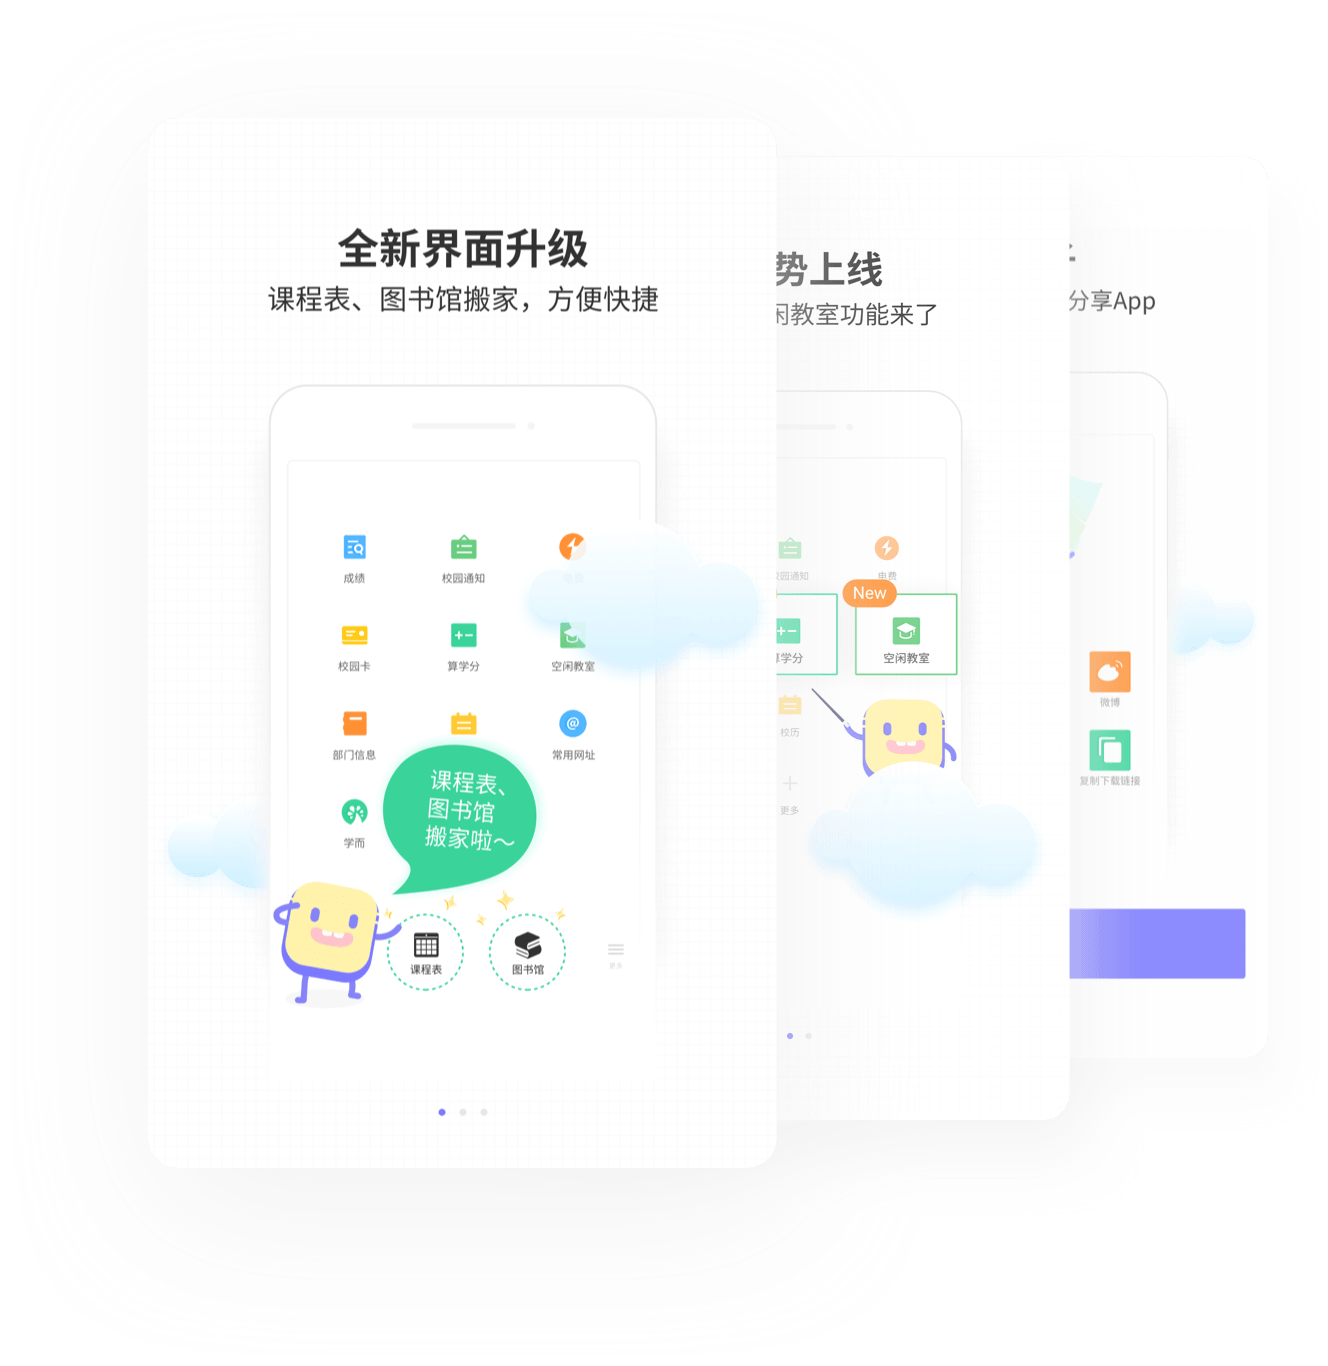 全新界面升级
课程表、图书馆搬家，方便快捷
成绩
校园通知
校园卡
算学分
空闲教室
部门信息
常用网址
学而
课程表、
图书馆
搬家啦～
课程表
图书馆
更多
势上线
闲教室功能来了
园通知
电费
New
算学分
空闲教室
校历
更多
分享App
微博
复制下载链接